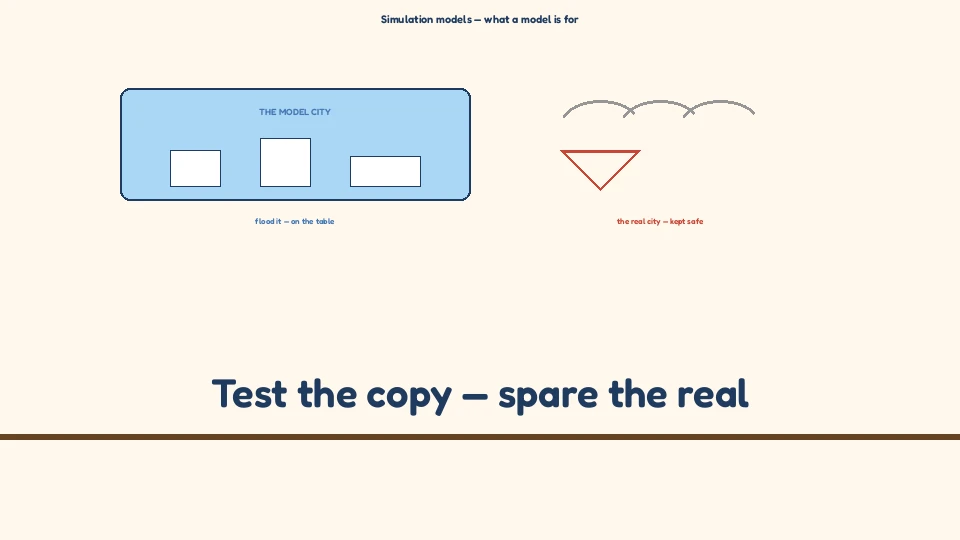 Simulation models — what a model is for
THE MODEL CITY
flood it — on the table
the real city — kept safe
Test the copy — spare the real